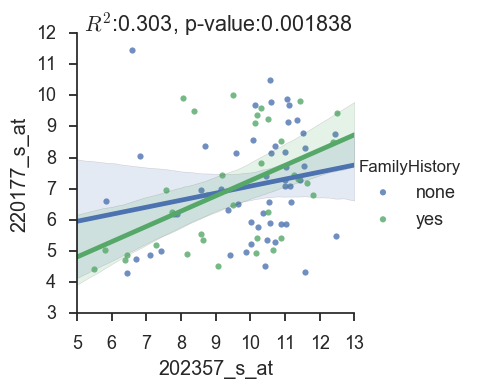 R²:0.303, p-value:0.001838
12
11
10
9
8
7
6
5
4
3
220177_s_at
5 6 7 8 9 10 11 12 13
202357_s_at
FamilyHistory
none
yes